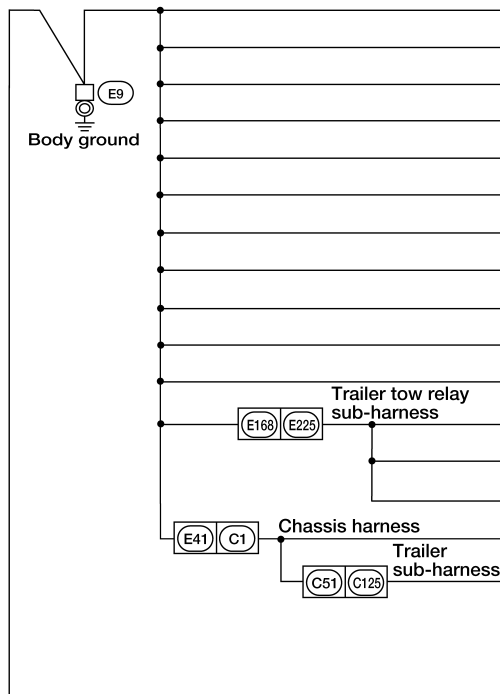 E9
Body ground
Trailer tow relay
sub-harness
E168 E225
Chassis harness
E41 C1
Trailer
sub-harness
C51 C125